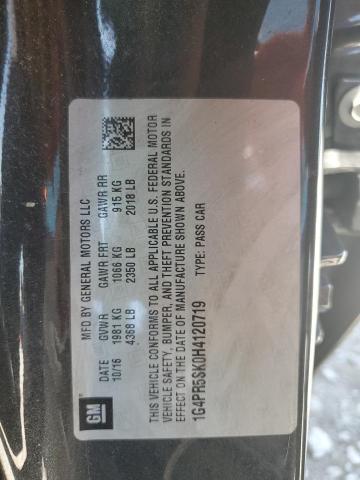 GM
MFD BY GENERAL MOTORS LLC
DATE GVWR GAWR FRT GAWR RR
10/16 1981 KG 1066 KG 915 KG
4368 LB 2350 LB 2018 LB
THIS VEHICLE CONFORMS TO ALL APPLICABLE U.S. FEDERAL MOTOR
VEHICLE SAFETY, BUMPER, AND THEFT PREVENTION STANDARDS IN
EFFECT ON THE DATE OF MANUFACTURE SHOWN ABOVE.
1G4PR5SK0H4120719 TYPE: PASS CAR